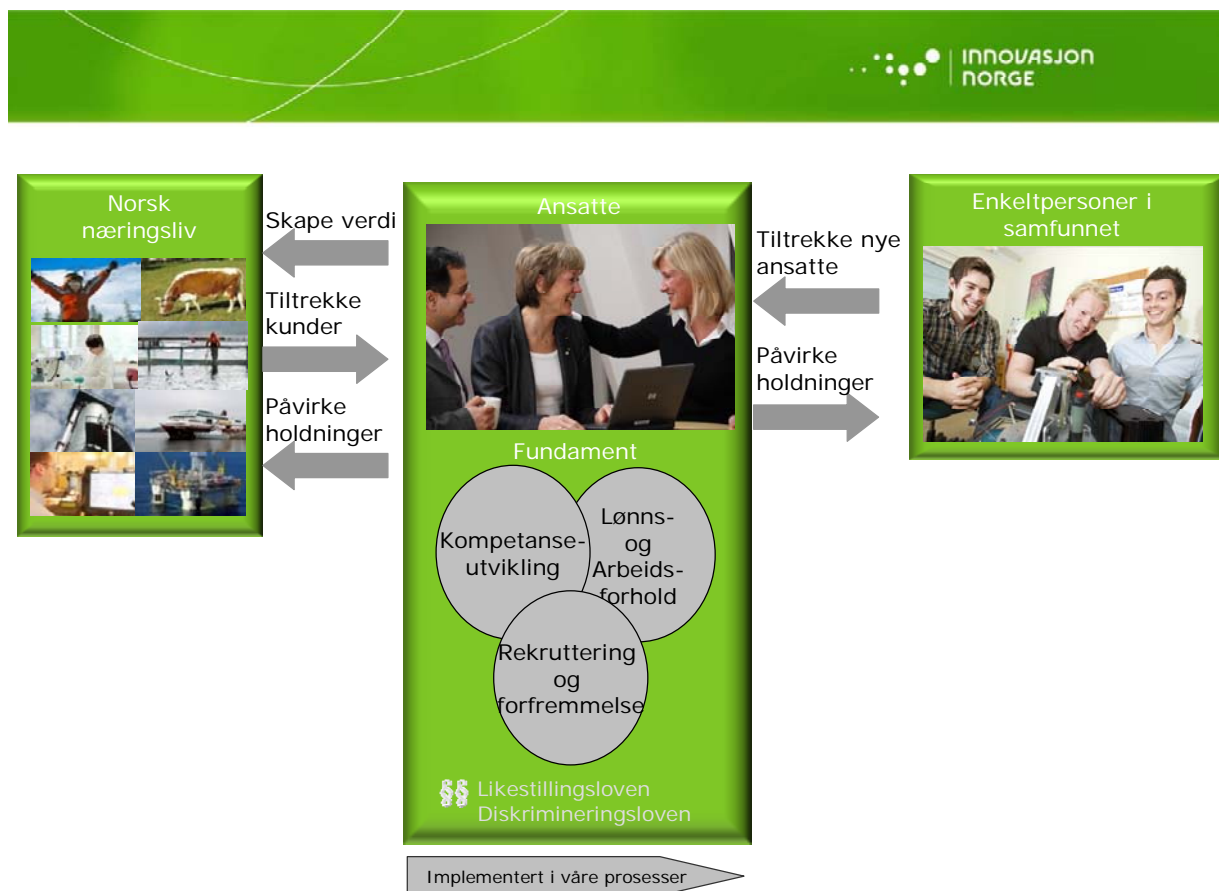 INNOVASJON
NORGE
Norsk
næringsliv
Skape verdi
Tiltrekke
kunder
Påvirke
holdninger
Ansatte
Fundament
Kompetanse-
utvikling
Lønns-
og
Arbeids-
forhold
Rekruttering
og
forfremmelse
§§ Likestillingsloven
Diskrimineringsloven
Implementert i våre prosesser
Tiltrekke nye
ansatte
Påvirke
holdninger
Enkeltpersoner i
samfunnet